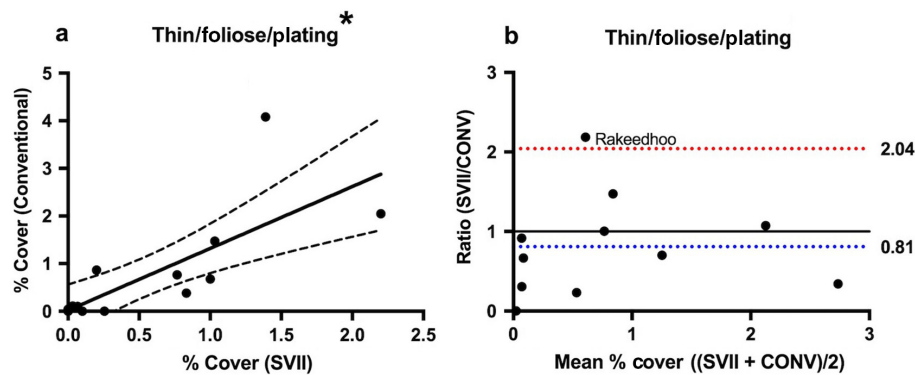 a
Thin/foliose/plating*
% Cover (Conventional)
5
4
3
2
1
0
0.0 0.5 1.0 1.5 2.0 2.5
% Cover (SVII)
b
Thin/foliose/plating
Ratio (SVII/CONV)
3
2
1
0
Rakeedhoo
2.04
0.81
0 1 2 3
Mean % cover ((SVII + CONV)/2)